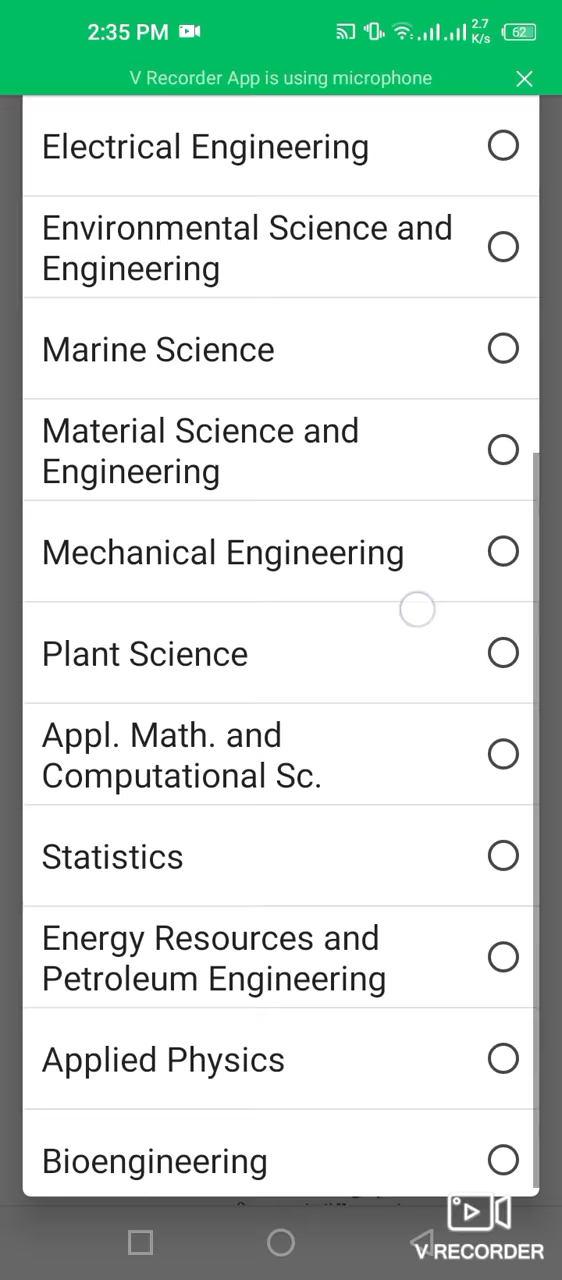 2:35 PM
2.7
K/s
62
V Recorder App is using microphone
Electrical Engineering
Environmental Science and
Engineering
Marine Science
Material Science and
Engineering
Mechanical Engineering
Plant Science
Appl. Math. and
Computational Sc.
Statistics
Energy Resources and
Petroleum Engineering
Applied Physics
Bioengineering
V RECORDER